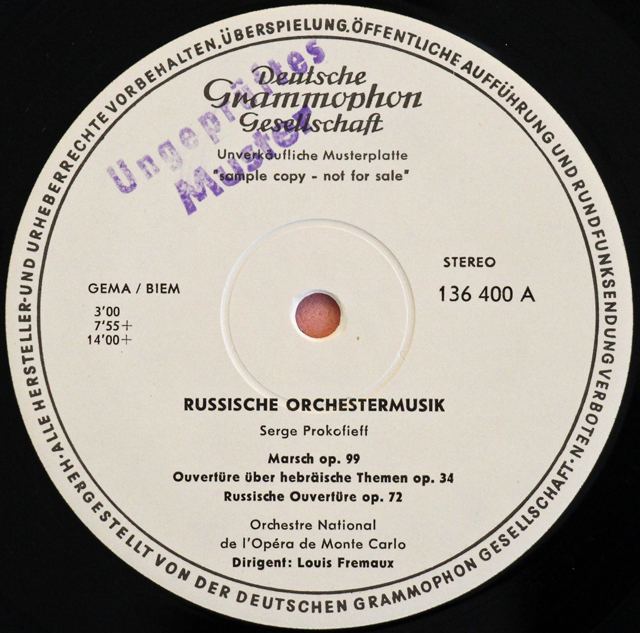 HERGESTELLT VON DER DEUTSCHEN GRAMMOPHON GESELLSCHAFT · ALLE HERSTELLER- UND URHEBERRECHTE VORBEHALTEN. ÜBERSPIELUNG. ÖFFENTLICHE AUFFÜHRUNG UND RUNDFUNKSENDUNG VERBOTEN ·
Deutsche
Grammophon
Gesellschaft
Ungeprüftes
Muster
Unverkäufliche Musterplatte
"sample copy - not for sale"
STEREO
136 400 A
GEMA / BIEM
3'00
7'55+
14'00+
RUSSISCHE ORCHESTERMUSIK
Serge Prokofieff
Marsch op. 99
Ouvertüre über hebräische Themen op. 34
Russische Ouvertüre op. 72
Orchestre National
de l'Opéra de Monte Carlo
Dirigent: Louis Fremaux